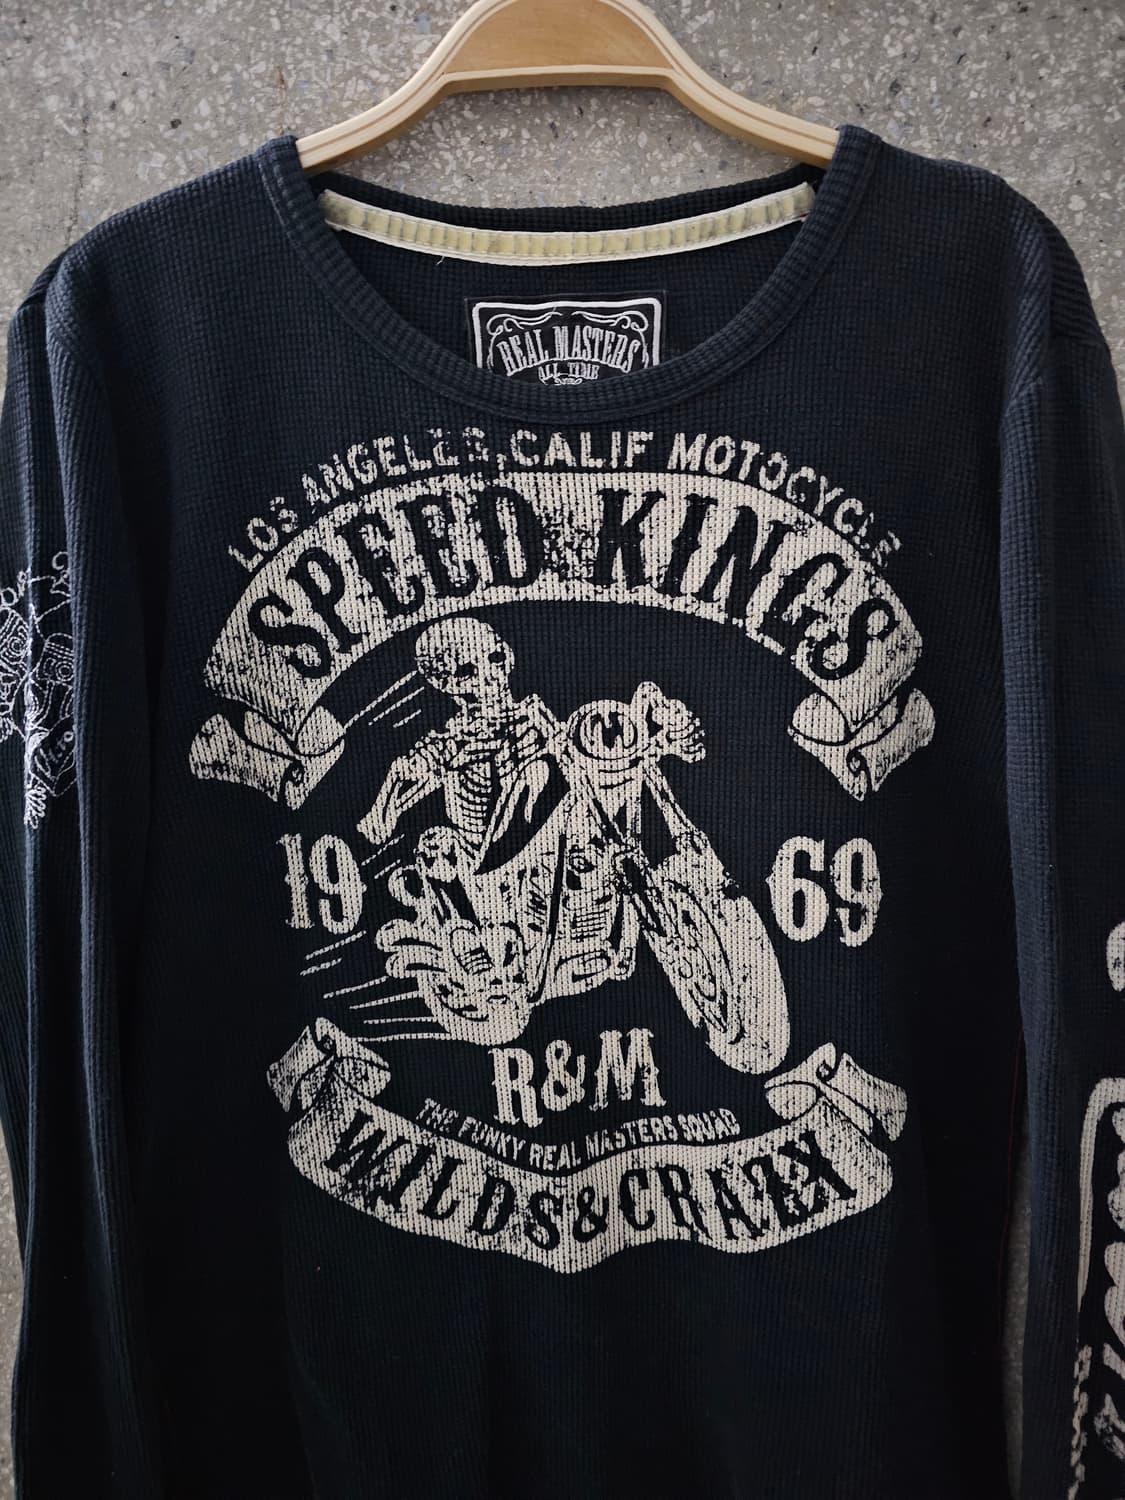 REAL MASTERS
ALL TIME
LOS ANGELES, CALIF MOTOCYCLE
SPEED KINGS
19 69
R&M
THE FUNKY REAL MASTERS SQUAD
WILDS & CRAZY